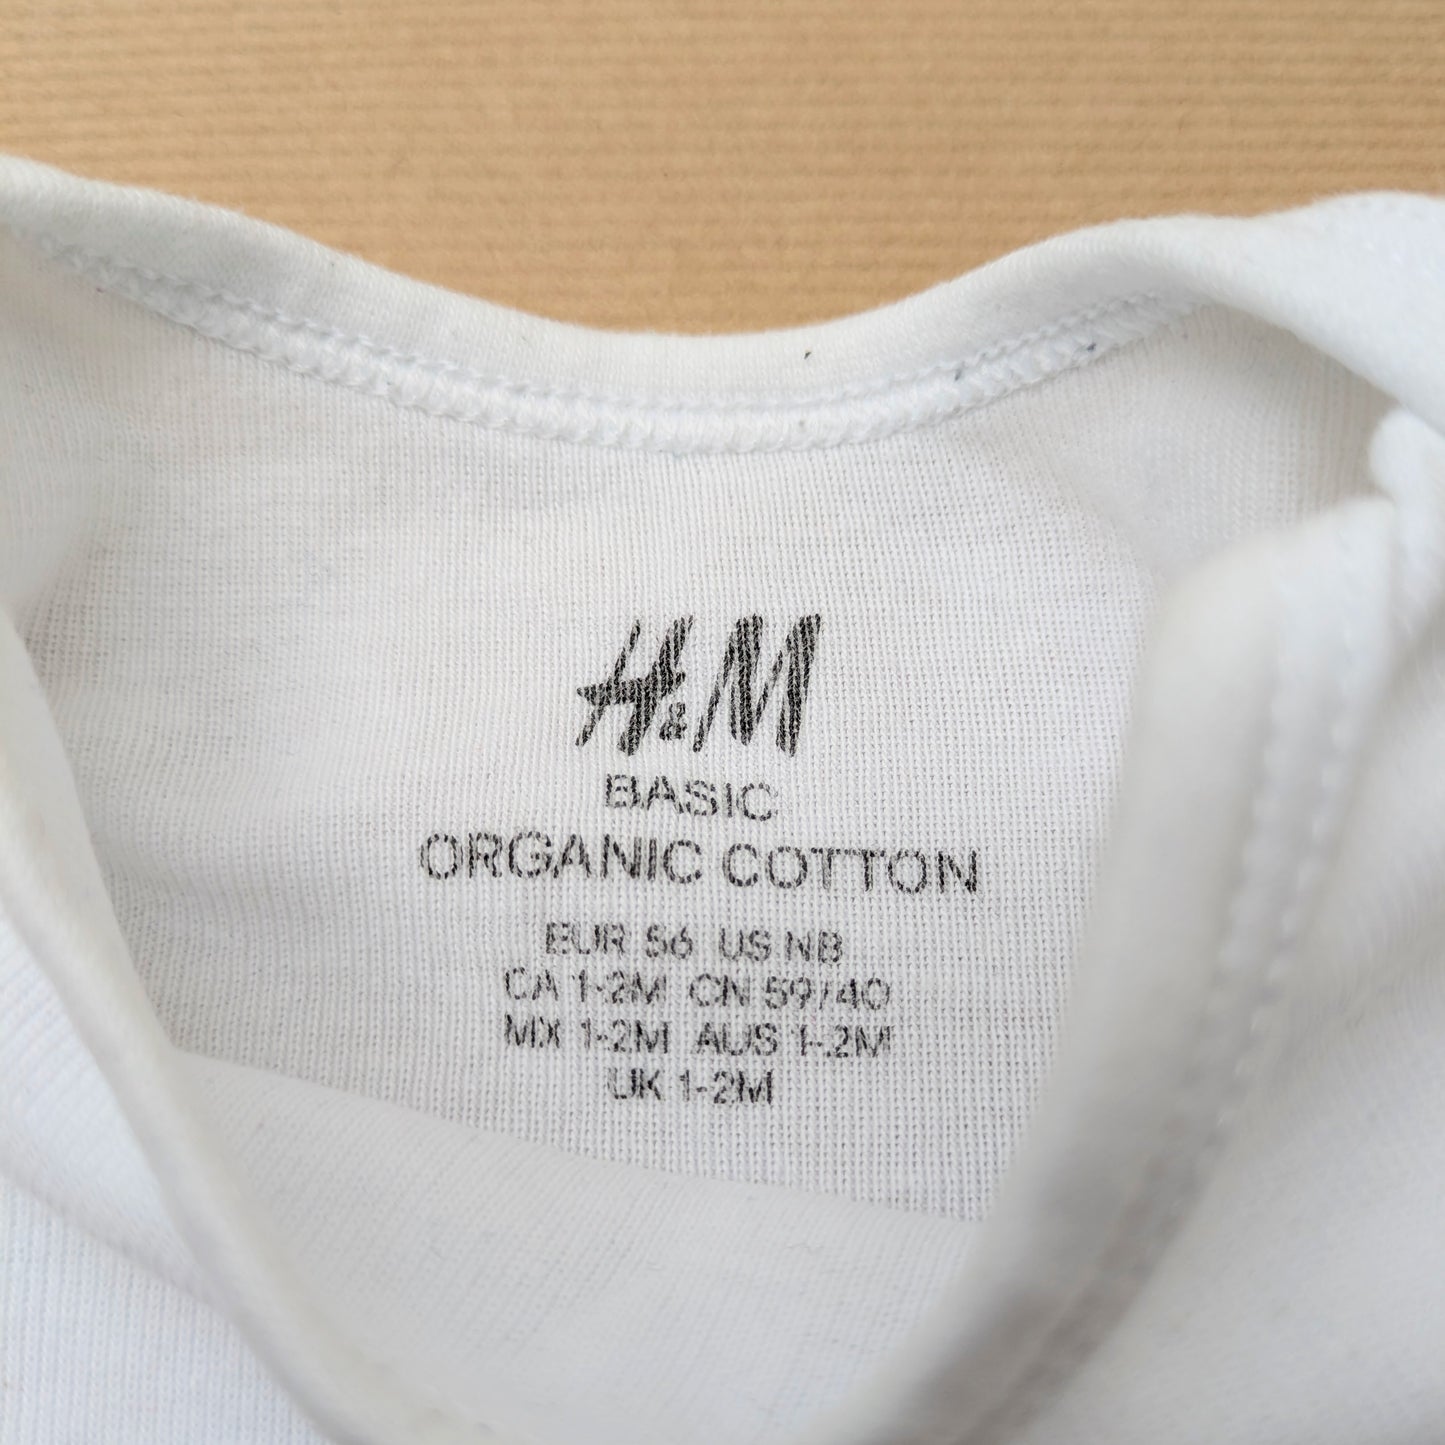 H&M
BASIC
ORGANIC COTTON
EUR 56 US NB
CA 1-2M CN 59/40
MX 1-2M AUS 1-2M
UK 1-2M